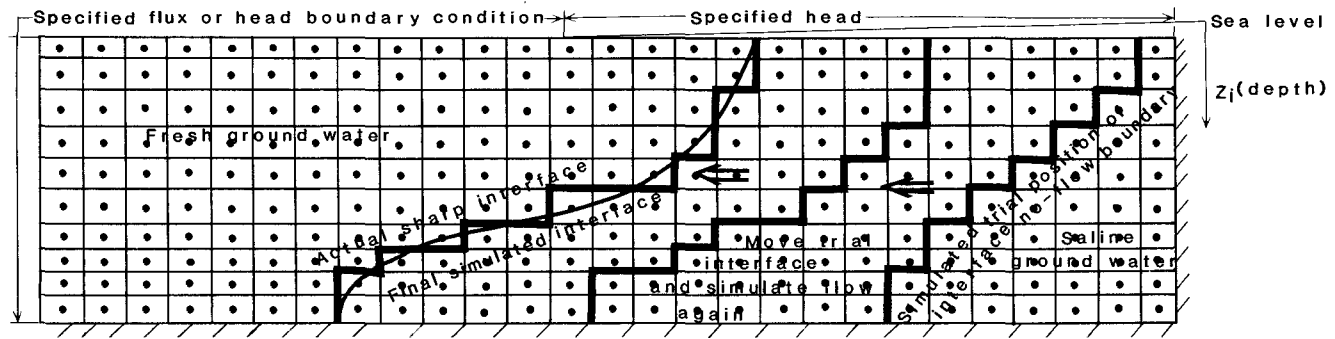 Specified flux or head boundary condition
Specified head
Sea level
Zi(depth)
Fresh ground water
Actual sharp interface
Final simulated interface
Move trial
interface
and simulate flow
again
Simulated trial position of
interface no-flow boundary
Saline
ground water